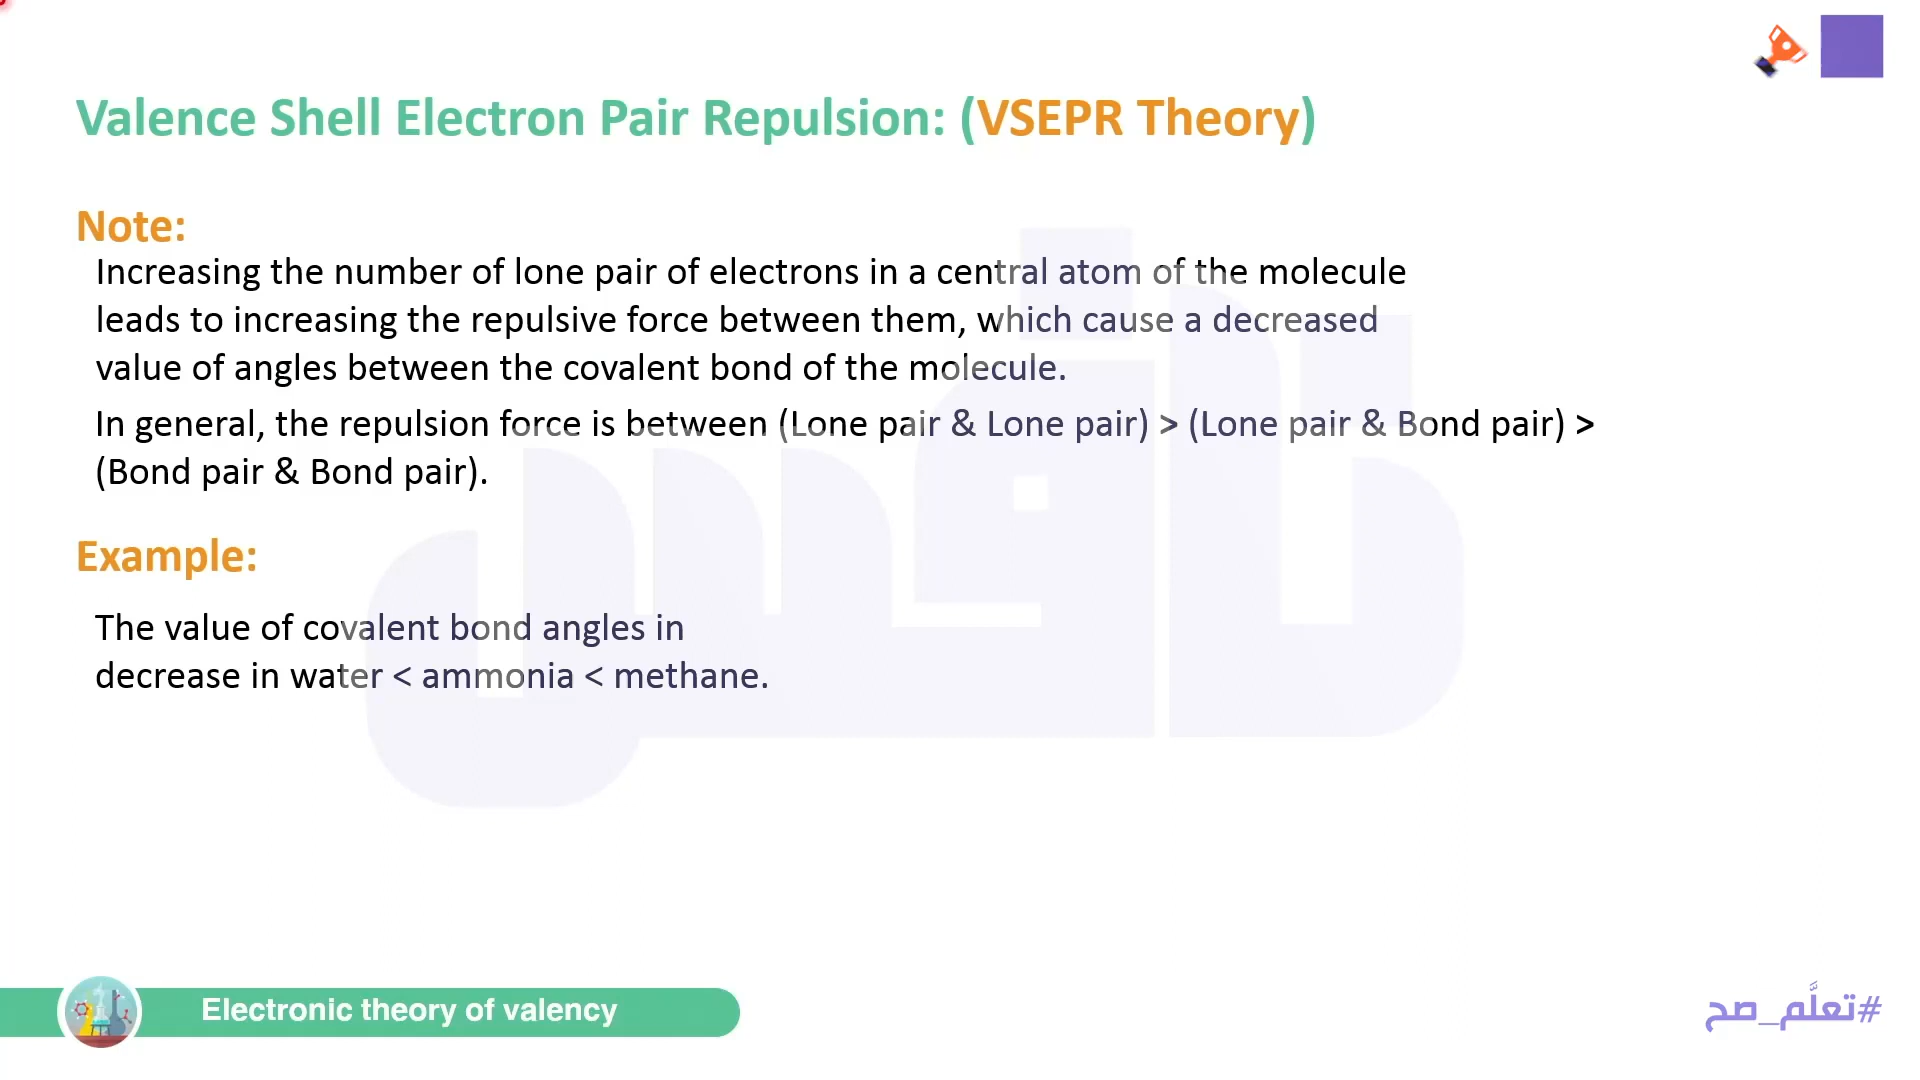 Valence Shell Electron Pair Repulsion: (VSEPR Theory)
Note:
Increasing the number of lone pair of electrons in a central atom of the molecule
leads to increasing the repulsive force between them, which cause a decreased
value of angles between the covalent bond of the molecule.
In general, the repulsion force is between (Lone pair & Lone pair) > (Lone pair & Bond pair) >
(Bond pair & Bond pair).
Example:
The value of covalent bond angles in
decrease in water < ammonia < methane.
Electronic theory of valency
#تعلَّم_صح